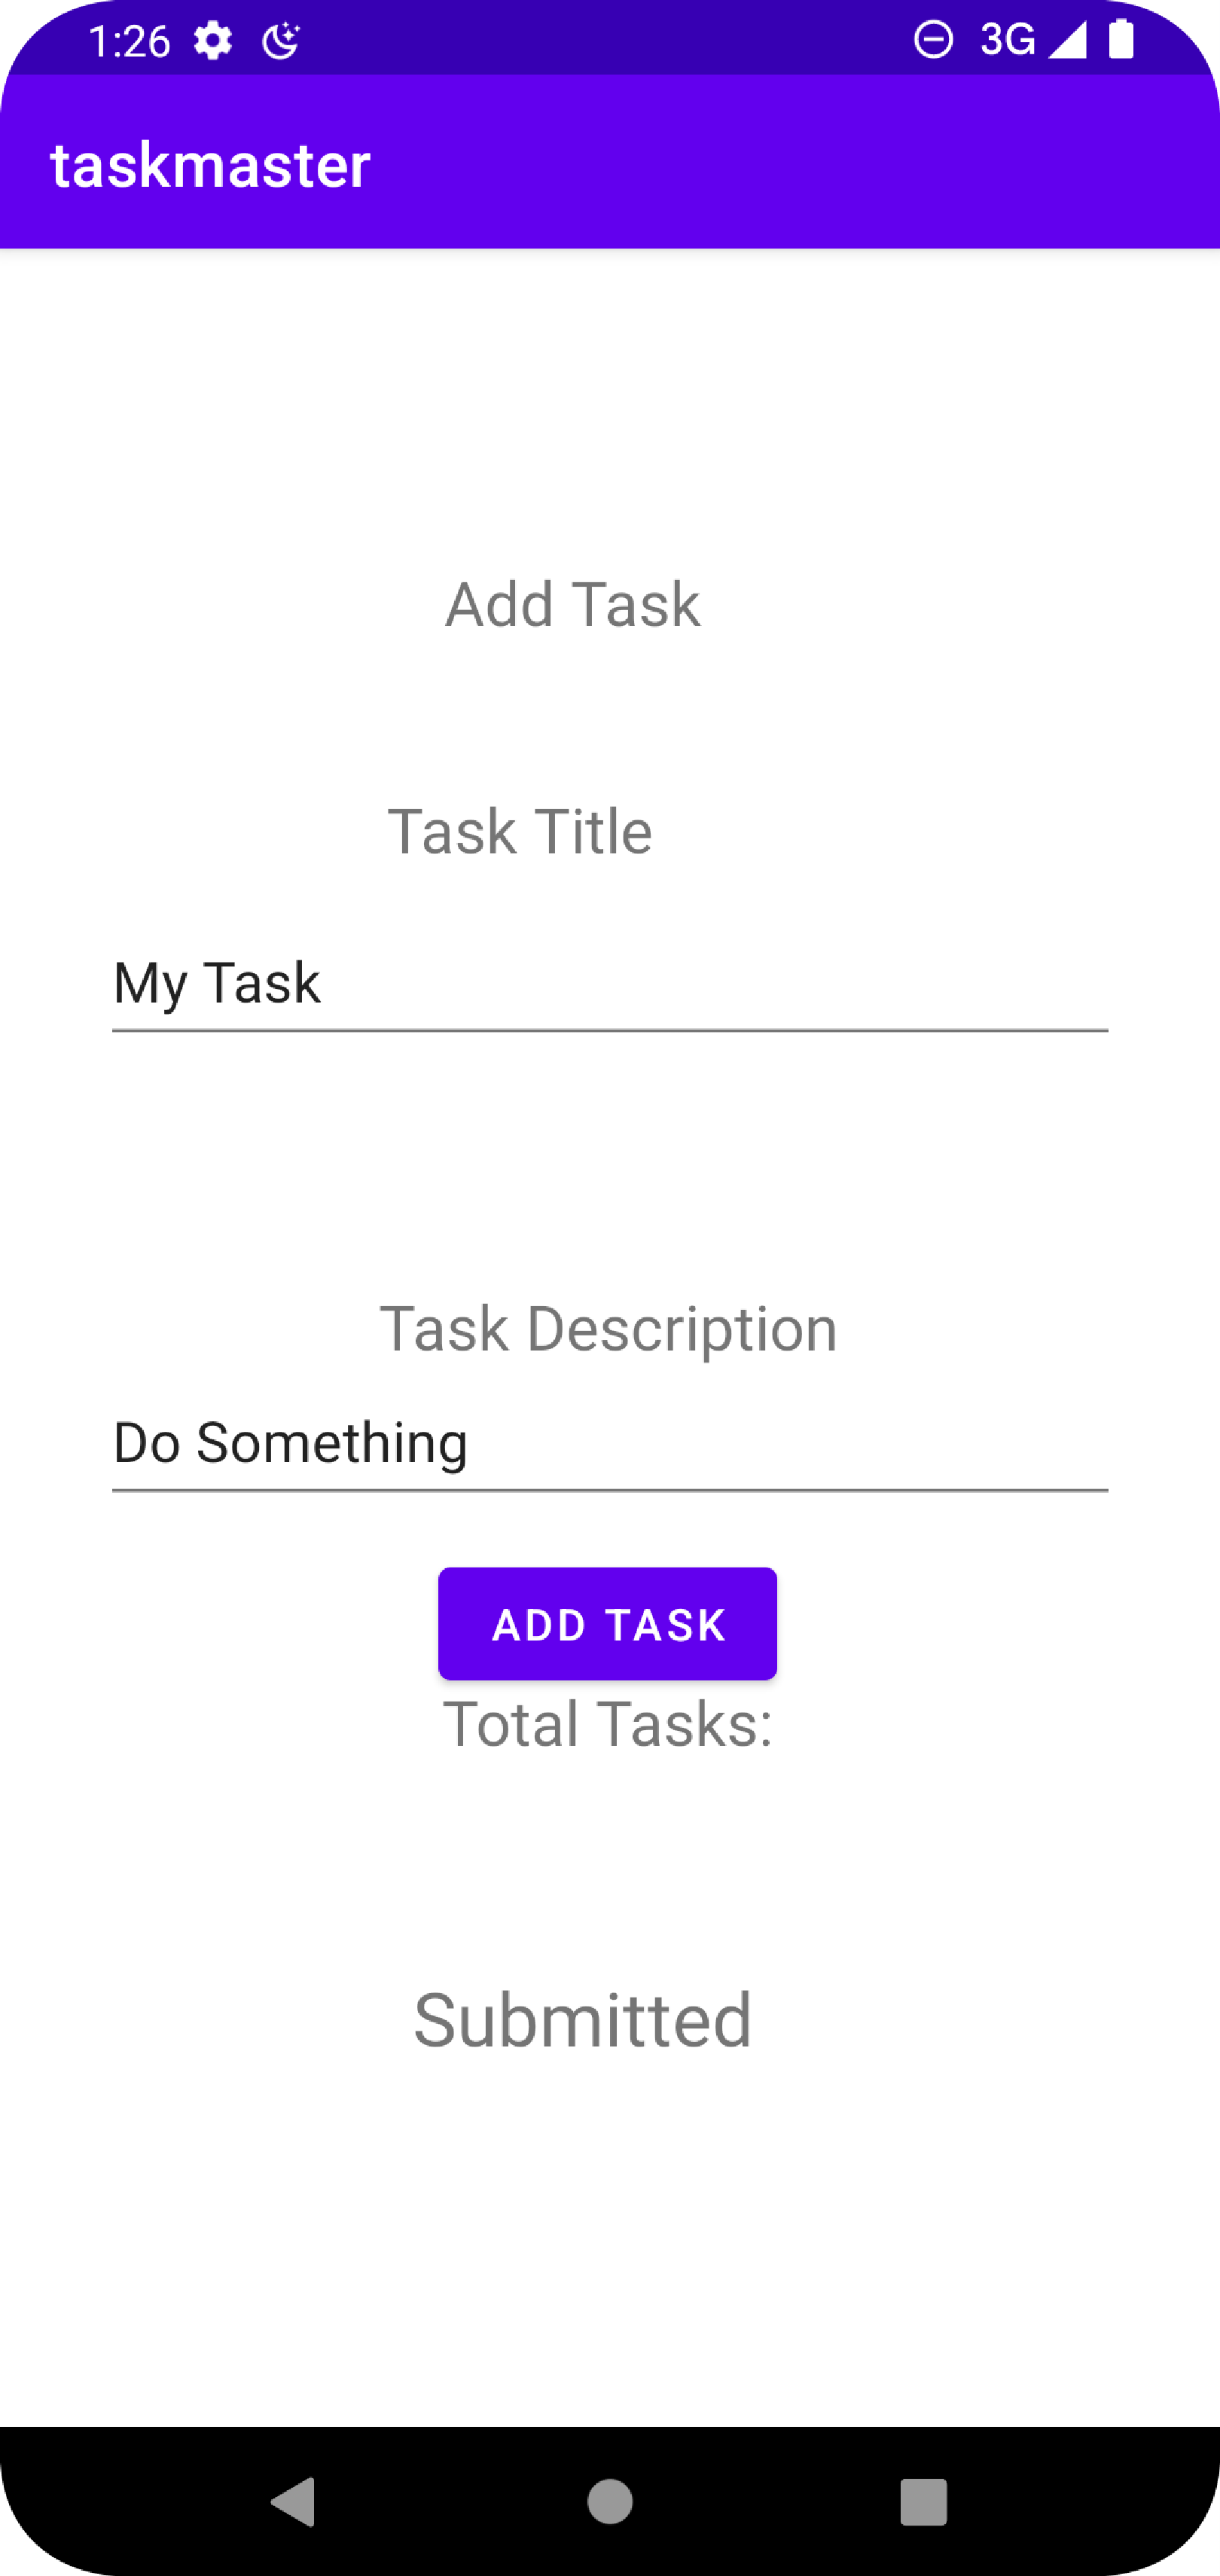 1:26 3G
taskmaster
Add Task
Task Title
My Task
Task Description
Do Something
ADD TASK
Total Tasks:
Submitted